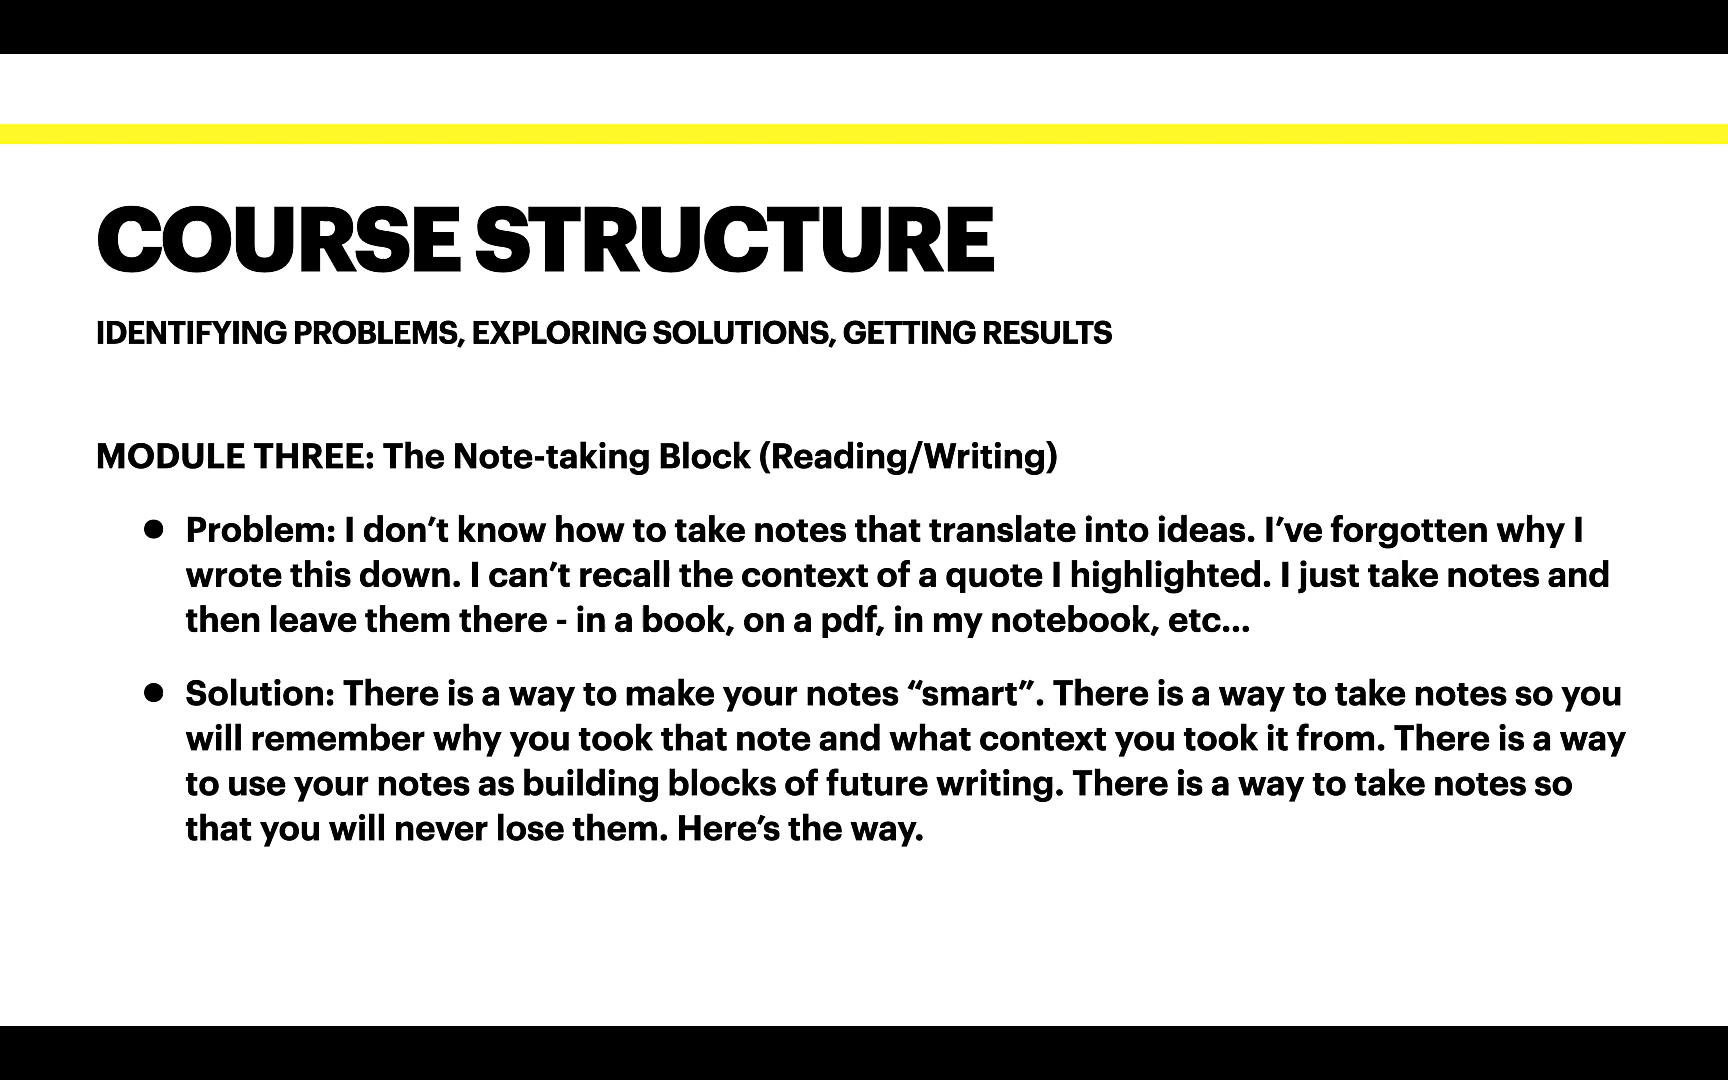 COURSE STRUCTURE
IDENTIFYING PROBLEMS, EXPLORING SOLUTIONS, GETTING RESULTS
MODULE THREE: The Note-taking Block (Reading/Writing)
● Problem: I don’t know how to take notes that translate into ideas. I’ve forgotten why I
wrote this down. I can’t recall the context of a quote I highlighted. I just take notes and
then leave them there - in a book, on a pdf, in my notebook, etc...
● Solution: There is a way to make your notes “smart”. There is a way to take notes so you
will remember why you took that note and what context you took it from. There is a way
to use your notes as building blocks of future writing. There is a way to take notes so
that you will never lose them. Here’s the way.